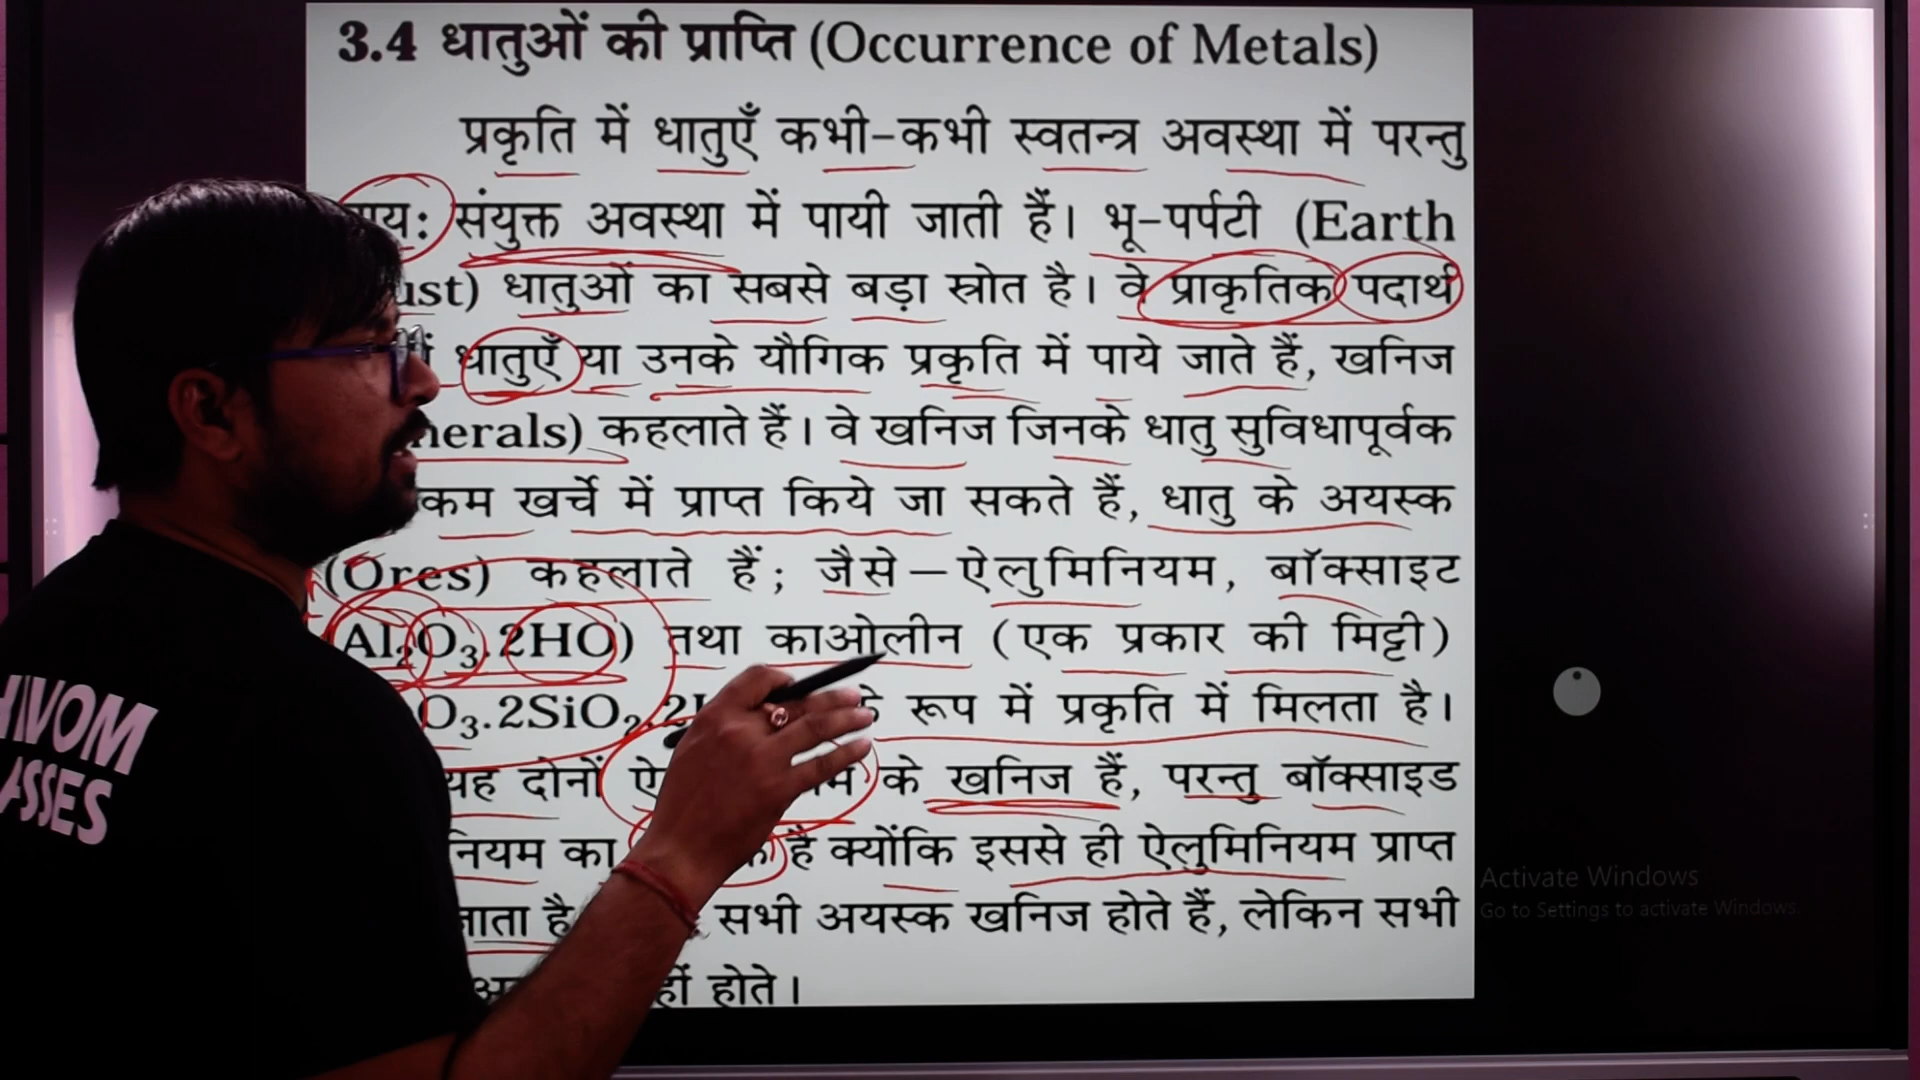 3.4 धातुओं की प्राप्ति (Occurrence of Metals)
प्रकृति में धातुएँ कभी-कभी स्वतन्त्र अवस्था में परन्तु
संयुक्त अवस्था में पायी जाती हैं। भू-पर्पटी (Earth
धातुओं का सबसे बड़ा स्रोत है। वे प्राकृतिक पदार्थ
धातुएँ या उनके यौगिक प्रकृति में पाये जाते हैं, खनिज
कहलाते हैं। वे खनिज जिनके धातु सुविधापूर्वक
कम खर्चे में प्राप्त किये जा सकते हैं, धातु के अयस्क
(Ores) कहलाते हैं; जैसे—ऐलुमिनियम, बॉक्साइट
Al₂O₃.2HO) तथा काओलीन (एक प्रकार की मिट्टी)
O₃.2SiO₂.2 रूप में प्रकृति में मिलता है।
यह दोनों के खनिज हैं, परन्तु बॉक्साइड
का है क्योंकि इससे ही ऐलुमिनियम प्राप्त
जाता है सभी अयस्क खनिज होते हैं, लेकिन सभी
होते।
Activate Windows
Go to Settings to activate Windows.